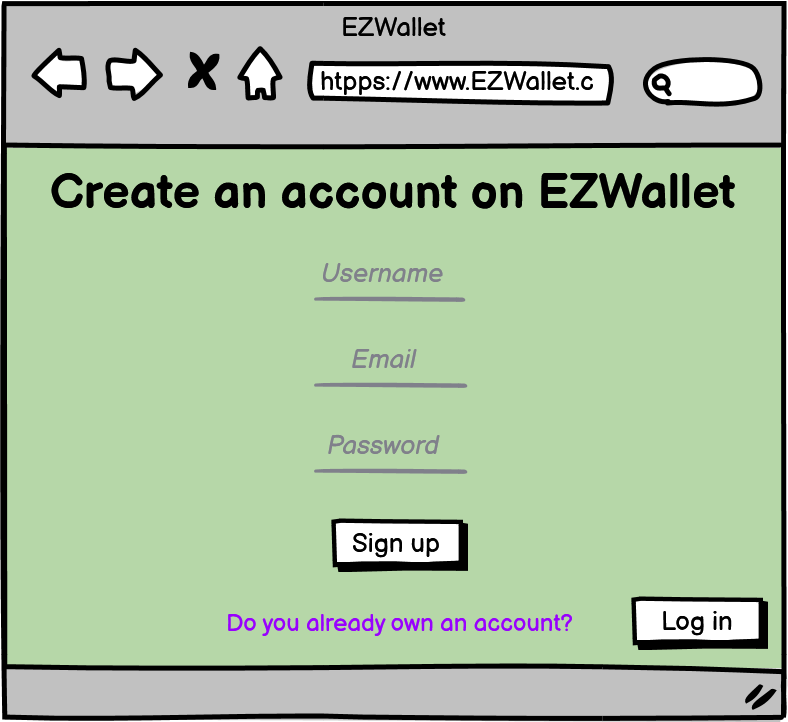 EZWallet
htpps://www.EZWallet.c
Create an account on EZWallet
Username
Email
Password
Sign up
Do you already own an account?
Log in